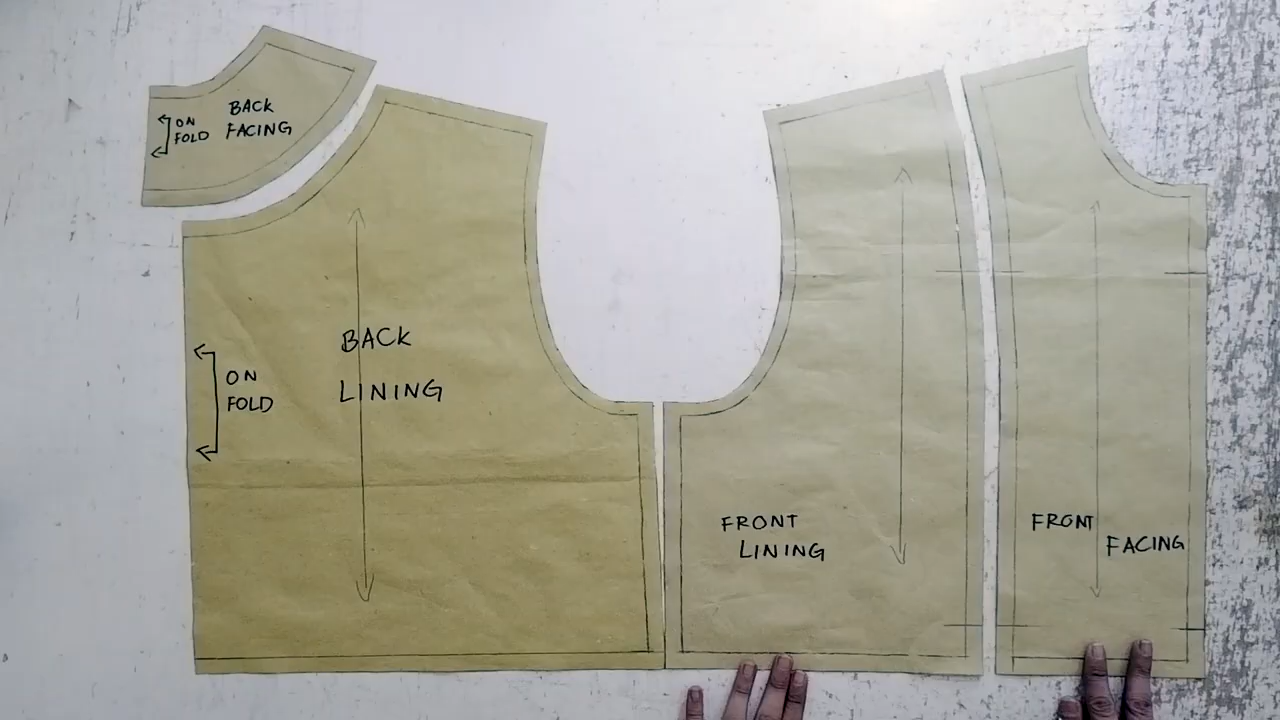 ON
FOLD
BACK
FACING
ON
FOLD
BACK
LINING
FRONT
LINING
FRONT
FACING